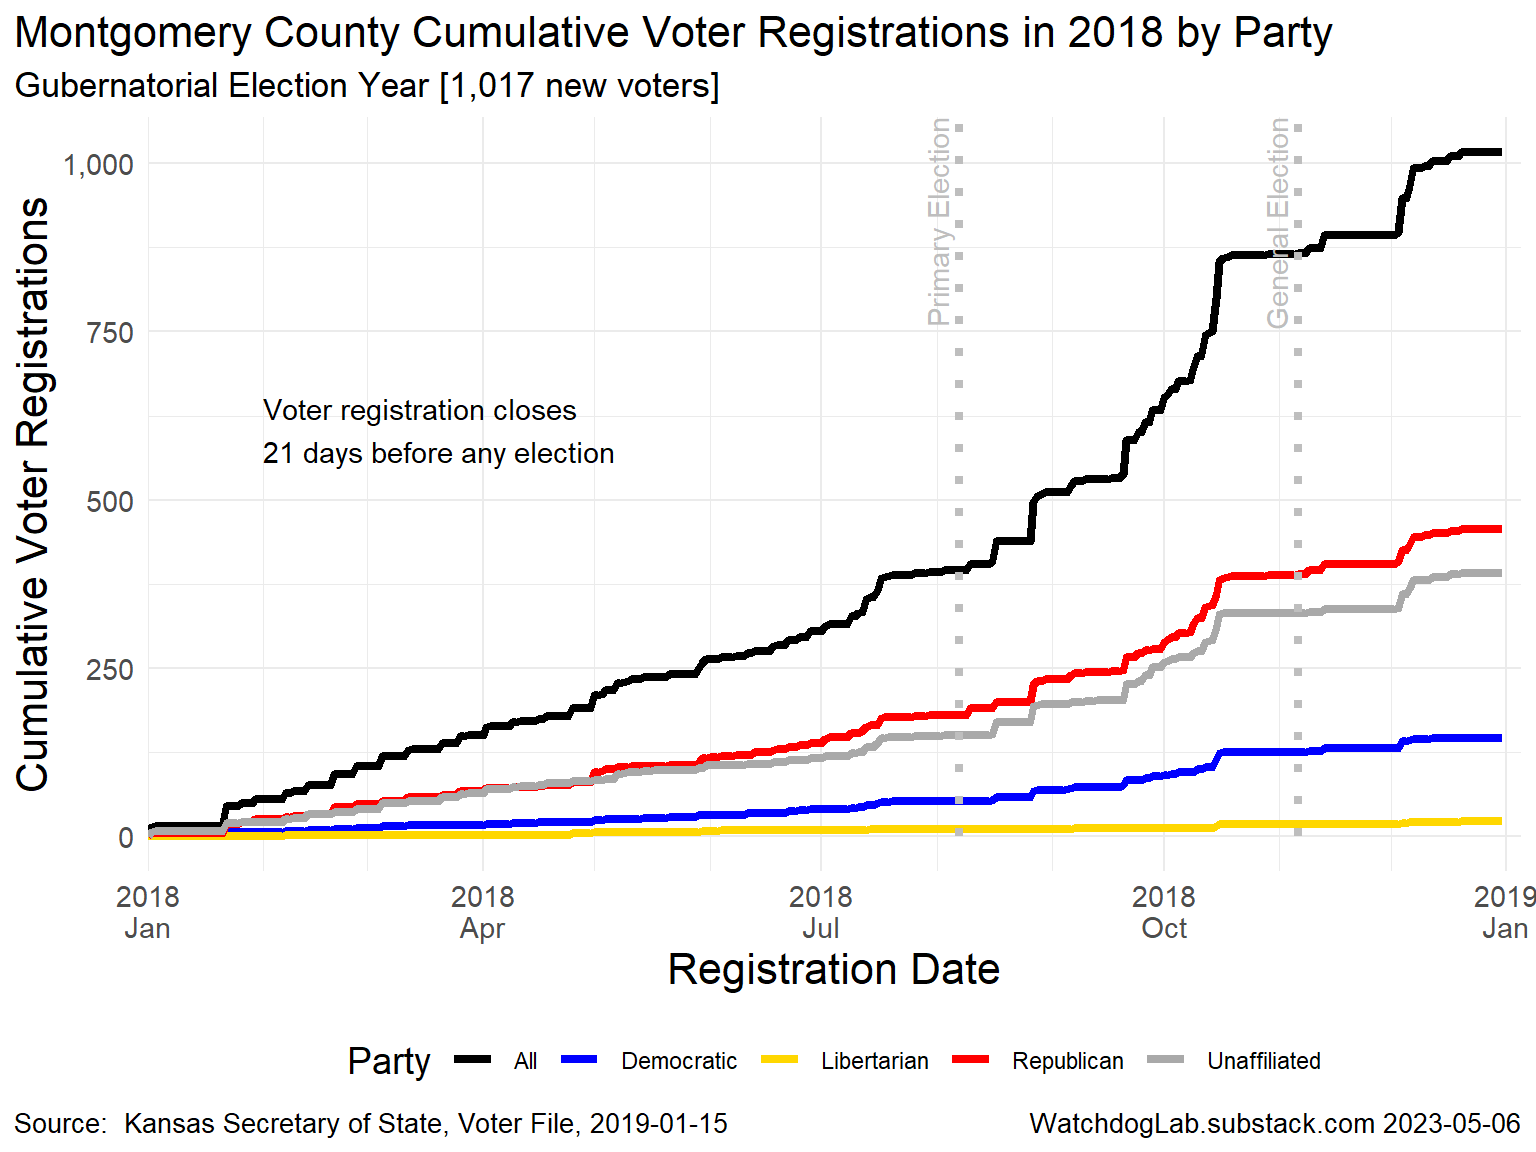 Montgomery County Cumulative Voter Registrations in 2018 by Party
Gubernatorial Election Year [1,017 new voters]
Cumulative Voter Registrations
1,000
750
500
250
0
Primary Election
General Election
Voter registration closes
21 days before any election
2018 2018 2018 2018 2019
Jan Apr Jul Oct Jan
Registration Date
Party All Democratic Libertarian Republican Unaffiliated
Source:  Kansas Secretary of State, Voter File, 2019-01-15
WatchdogLab.substack.com 2023-05-06